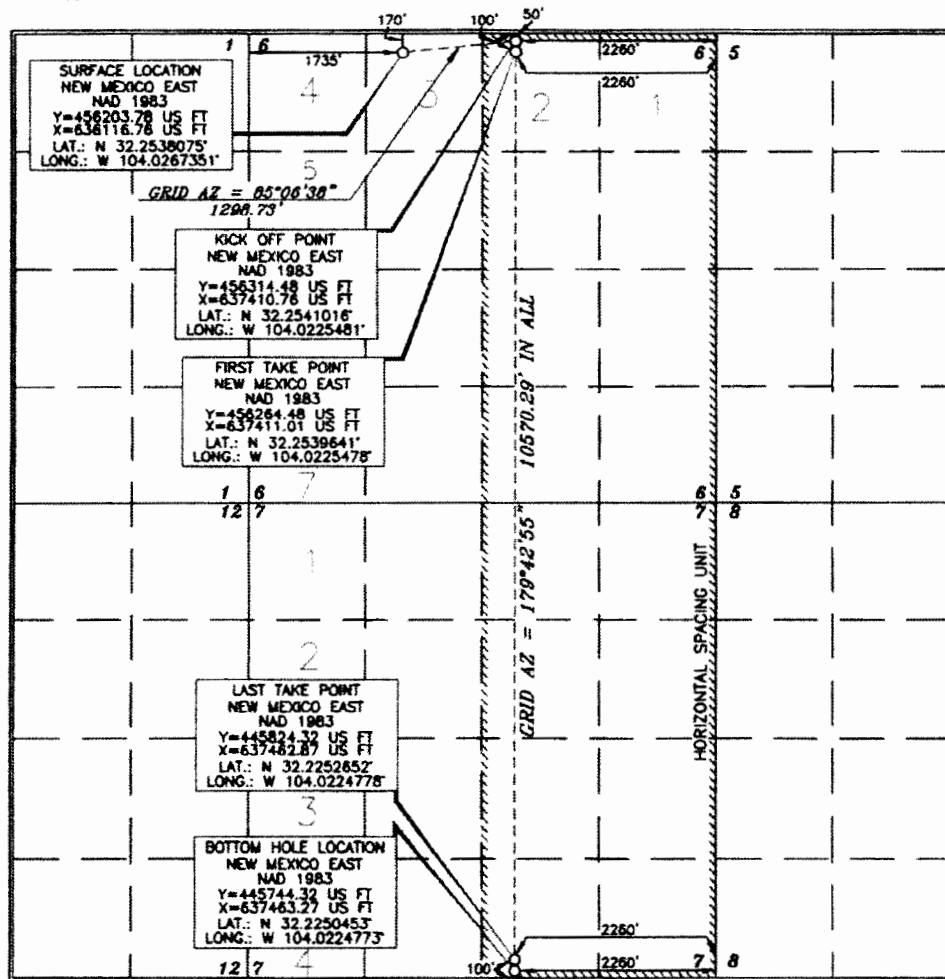 170'
100'
50'
1 6
1735'
2260'
6 5
2260'
SURFACE LOCATION
NEW MEXICO EAST
NAD 1983
Y=456203.78 US FT
X=636116.76 US FT
LAT.: N 32.2538075°
LONG.: W 104.0267351°
4
3
2
1
5
GRID AZ = 85°06'38"
1298.73'
KICK OFF POINT
NEW MEXICO EAST
NAD 1983
Y=456314.48 US FT
X=637410.76 US FT
LAT.: N 32.2541016°
LONG.: W 104.0225481°
FIRST TAKE POINT
NEW MEXICO EAST
NAD 1983
Y=456264.48 US FT
X=637411.01 US FT
LAT.: N 32.2539641°
LONG.: W 104.0225478°
GRID AZ = 179°42'55" 10570.29' IN ALL
7
1 6
12 7
6 5
7 8
HORIZONTAL SPACING UNIT
1
2
LAST TAKE POINT
NEW MEXICO EAST
NAD 1983
Y=445824.32 US FT
X=637462.87 US FT
LAT.: N 32.2252652°
LONG.: W 104.0224778°
3
BOTTOM HOLE LOCATION
NEW MEXICO EAST
NAD 1983
Y=445744.32 US FT
X=637463.27 US FT
LAT.: N 32.2250453°
LONG.: W 104.0224773°
2260'
12 7
4
100'
2260'
7 8